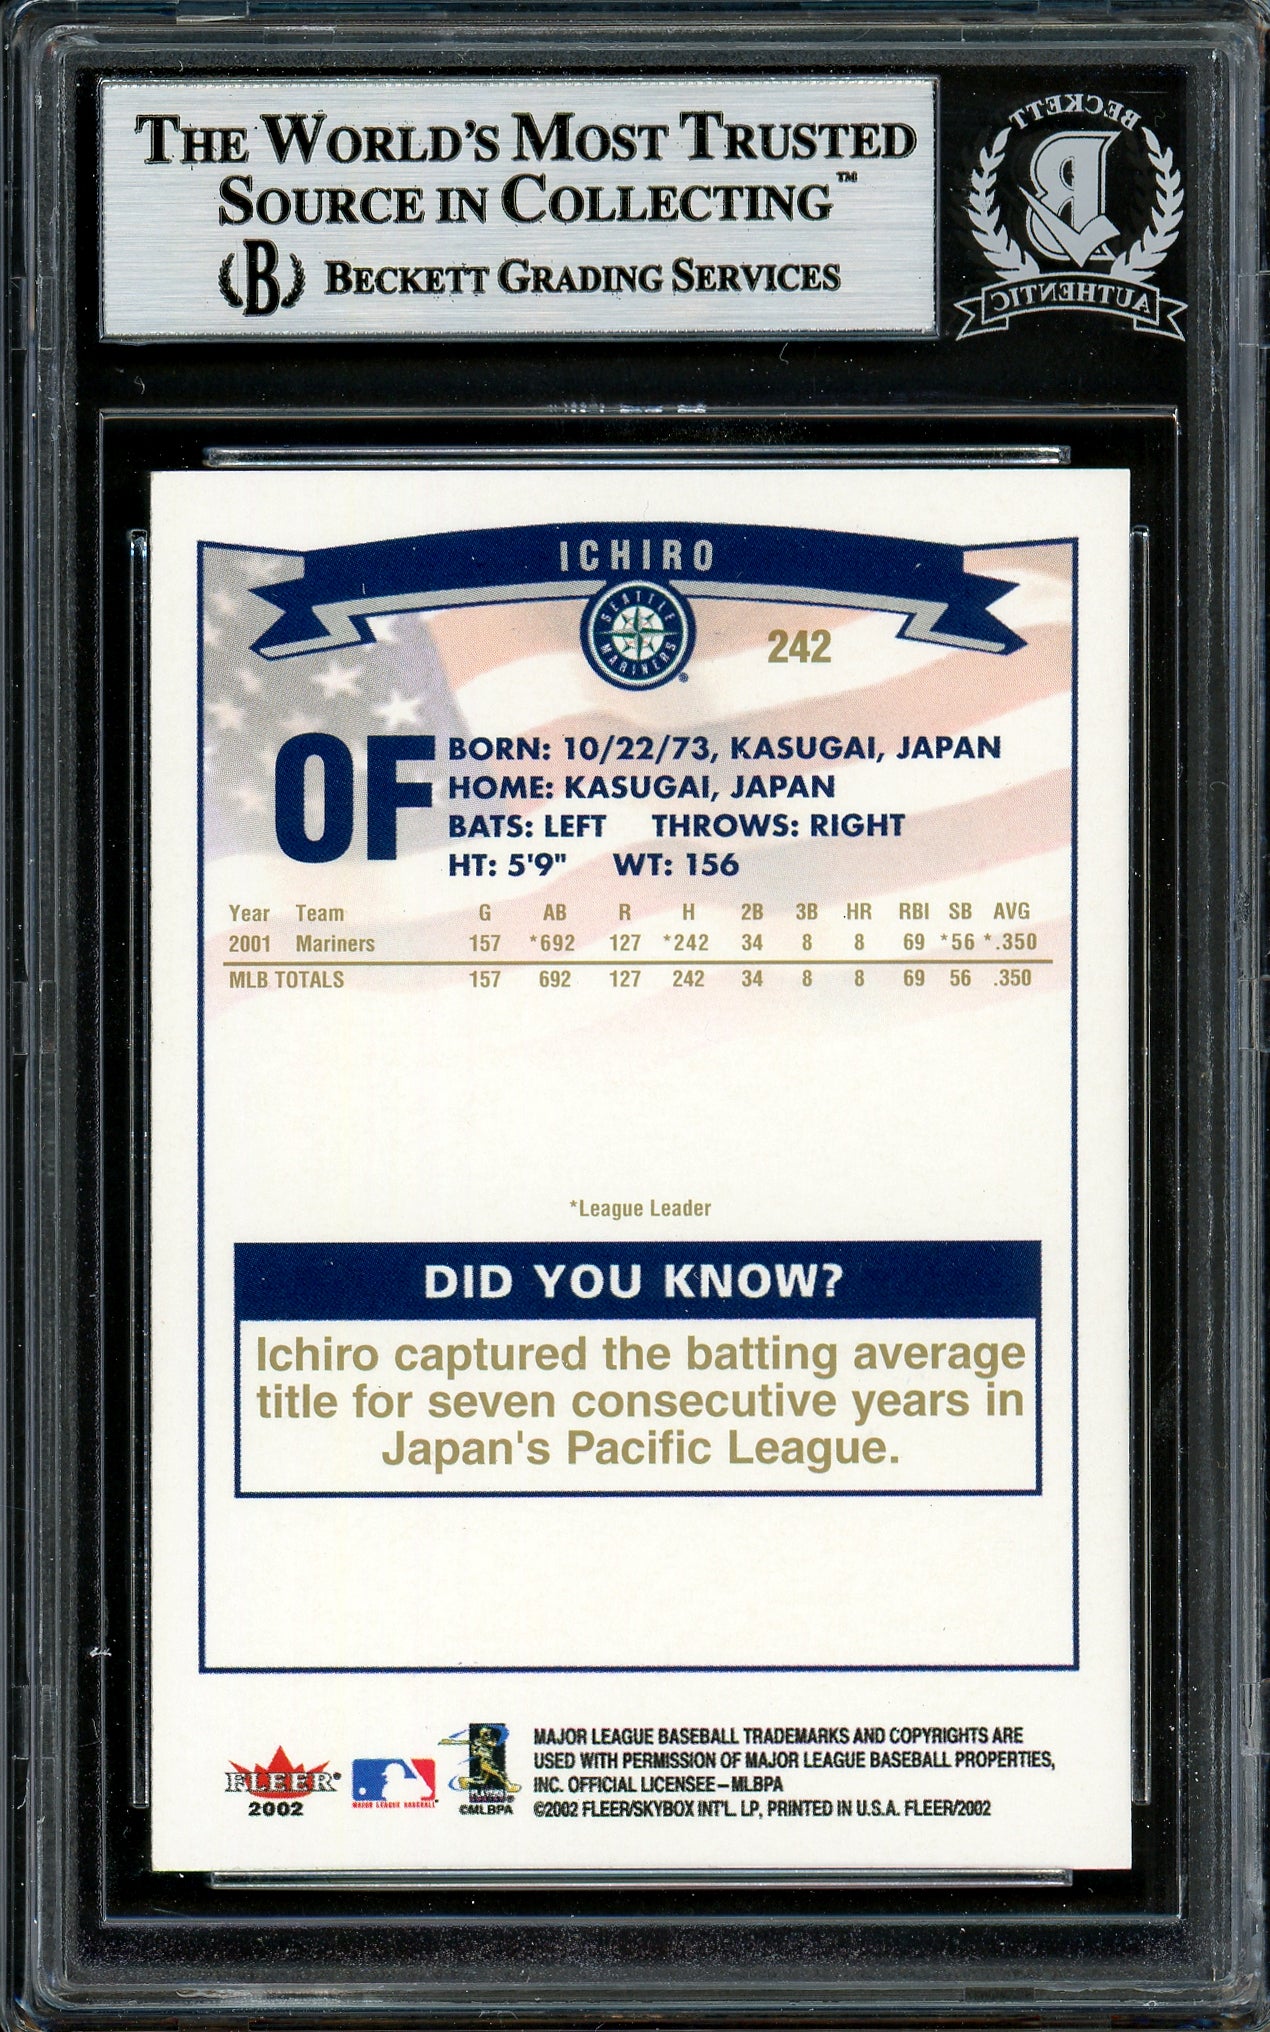 THE WORLD'S MOST TRUSTED
SOURCE IN COLLECTING™
B BECKETT GRADING SERVICES
BECKETT
B
AUTHENTIC
ICHIRO
SEATTLE
MARINERS
®
242
OF
BORN: 10/22/73, KASUGAI, JAPAN
HOME: KASUGAI, JAPAN
BATS: LEFT THROWS: RIGHT
HT: 5'9" WT: 156
Year Team G AB R H 2B 3B HR RBI SB AVG
2001 Mariners 157 *692 127 *242 34 8 8 69 *56 *.350
MLB TOTALS 157 692 127 242 34 8 8 69 56 .350
*League Leader
DID YOU KNOW?
Ichiro captured the batting average
title for seven consecutive years in
Japan's Pacific League.
FLEER®
2002
MAJOR LEAGUE BASEBALL
©MLBPA
MAJOR LEAGUE BASEBALL TRADEMARKS AND COPYRIGHTS ARE
USED WITH PERMISSION OF MAJOR LEAGUE BASEBALL PROPERTIES,
INC. OFFICIAL LICENSEE–MLBPA
©2002 FLEER/SKYBOX INT'L. LP, PRINTED IN U.S.A. FLEER/2002